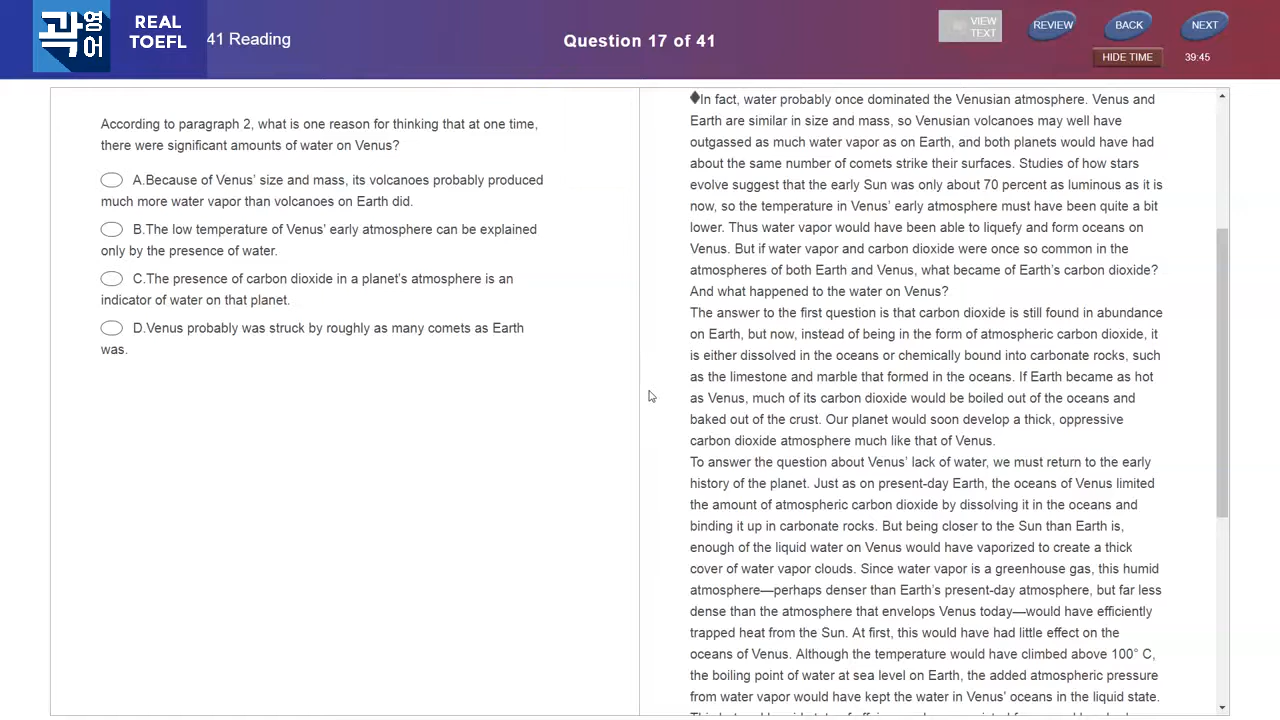 곽영어
REAL
TOEFL
41 Reading
Question 17 of 41
VIEW
TEXT
REVIEW
BACK
NEXT
HIDE TIME
39:45
According to paragraph 2, what is one reason for thinking that at one time,
there were significant amounts of water on Venus?
A.Because of Venus' size and mass, its volcanoes probably produced
much more water vapor than volcanoes on Earth did.
B.The low temperature of Venus' early atmosphere can be explained
only by the presence of water.
C.The presence of carbon dioxide in a planet's atmosphere is an
indicator of water on that planet.
D.Venus probably was struck by roughly as many comets as Earth
was.
◆In fact, water probably once dominated the Venusian atmosphere. Venus and
Earth are similar in size and mass, so Venusian volcanoes may well have
outgassed as much water vapor as on Earth, and both planets would have had
about the same number of comets strike their surfaces. Studies of how stars
evolve suggest that the early Sun was only about 70 percent as luminous as it is
now, so the temperature in Venus' early atmosphere must have been quite a bit
lower. Thus water vapor would have been able to liquefy and form oceans on
Venus. But if water vapor and carbon dioxide were once so common in the
atmospheres of both Earth and Venus, what became of Earth's carbon dioxide?
And what happened to the water on Venus?
The answer to the first question is that carbon dioxide is still found in abundance
on Earth, but now, instead of being in the form of atmospheric carbon dioxide, it
is either dissolved in the oceans or chemically bound into carbonate rocks, such
as the limestone and marble that formed in the oceans. If Earth became as hot
as Venus, much of its carbon dioxide would be boiled out of the oceans and
baked out of the crust. Our planet would soon develop a thick, oppressive
carbon dioxide atmosphere much like that of Venus.
To answer the question about Venus' lack of water, we must return to the early
history of the planet. Just as on present-day Earth, the oceans of Venus limited
the amount of atmospheric carbon dioxide by dissolving it in the oceans and
binding it up in carbonate rocks. But being closer to the Sun than Earth is,
enough of the liquid water on Venus would have vaporized to create a thick
cover of water vapor clouds. Since water vapor is a greenhouse gas, this humid
atmosphere—perhaps denser than Earth's present-day atmosphere, but far less
dense than the atmosphere that envelops Venus today—would have efficiently
trapped heat from the Sun. At first, this would have had little effect on the
oceans of Venus. Although the temperature would have climbed above 100° C,
the boiling point of water at sea level on Earth, the added atmospheric pressure
from water vapor would have kept the water in Venus' oceans in the liquid state.